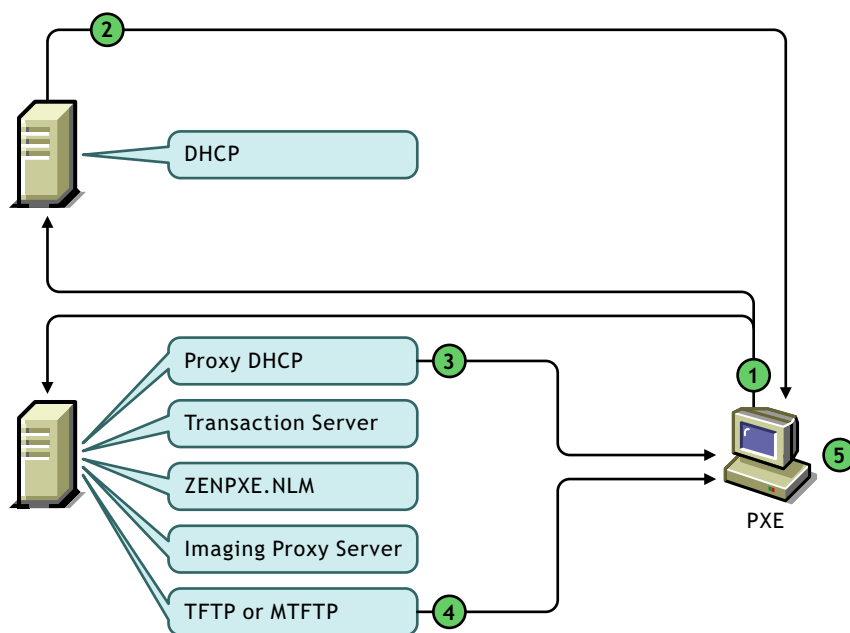 2
DHCP
Proxy DHCP
3
1
Transaction Server
ZENPXE.NLM
5
PXE
Imaging Proxy Server
TFTP or MTFTP
4